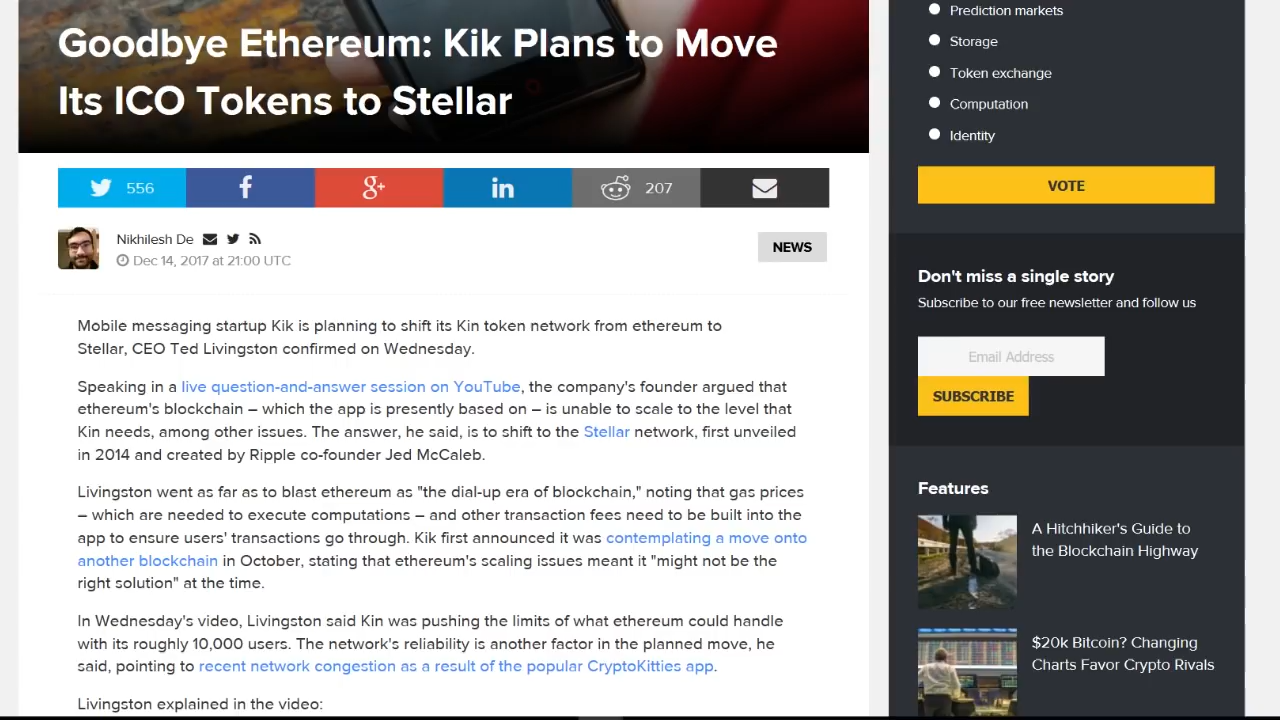 Goodbye Ethereum: Kik Plans to Move
Its ICO Tokens to Stellar
556
207
Nikhilesh De
Dec 14, 2017 at 21:00 UTC
NEWS
Mobile messaging startup Kik is planning to shift its Kin token network from ethereum to
Stellar, CEO Ted Livingston confirmed on Wednesday.
Speaking in a live question-and-answer session on YouTube, the company's founder argued that
ethereum's blockchain – which the app is presently based on – is unable to scale to the level that
Kin needs, among other issues. The answer, he said, is to shift to the Stellar network, first unveiled
in 2014 and created by Ripple co-founder Jed McCaleb.
Livingston went as far as to blast ethereum as "the dial-up era of blockchain," noting that gas prices
– which are needed to execute computations – and other transaction fees need to be built into the
app to ensure users' transactions go through. Kik first announced it was contemplating a move onto
another blockchain in October, stating that ethereum's scaling issues meant it "might not be the
right solution" at the time.
In Wednesday's video, Livingston said Kin was pushing the limits of what ethereum could handle
with its roughly 10,000 users. The network's reliability is another factor in the planned move, he
said, pointing to recent network congestion as a result of the popular CryptoKitties app.
Livingston explained in the video:
Prediction markets
Storage
Token exchange
Computation
Identity
VOTE
Don't miss a single story
Subscribe to our free newsletter and follow us
Email Address
SUBSCRIBE
Features
A Hitchhiker's Guide to
the Blockchain Highway
$20k Bitcoin? Changing
Charts Favor Crypto Rivals